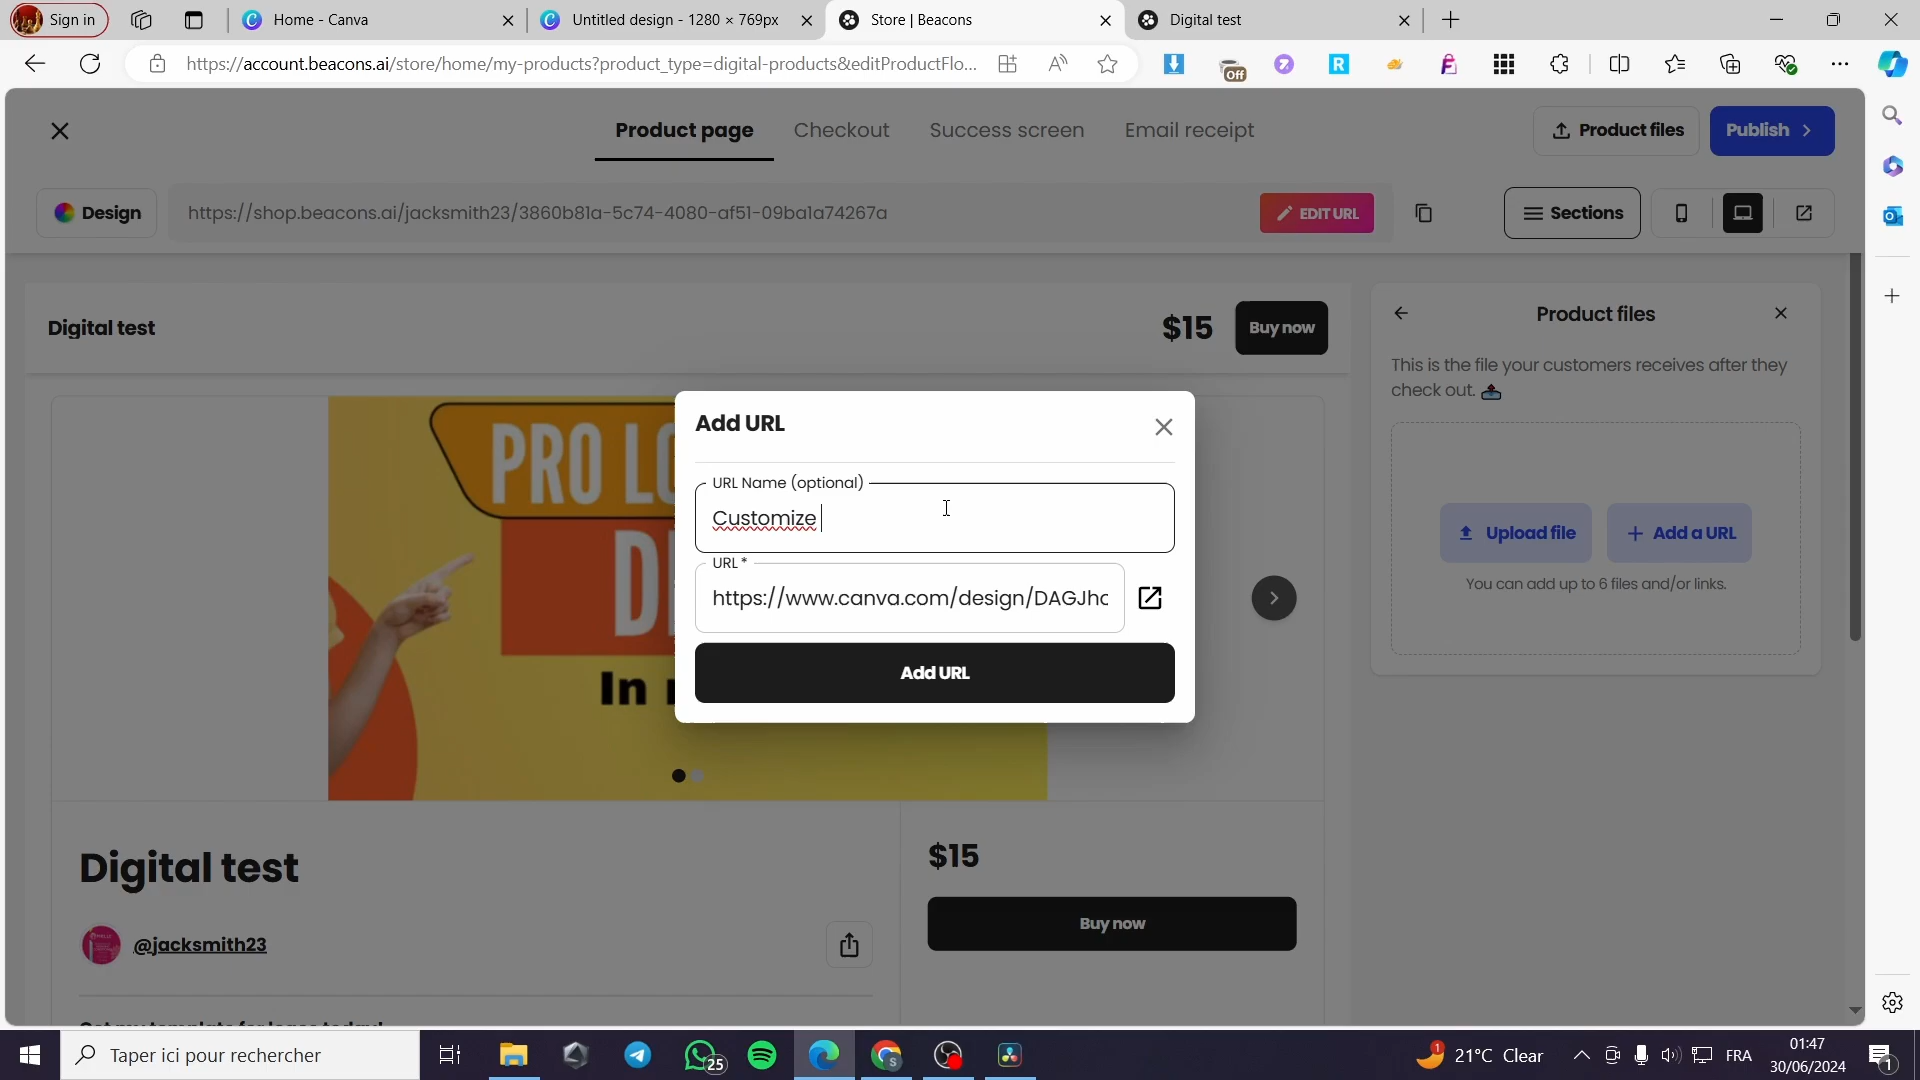 Sign in
Home - Canva
Untitled design - 1280 × 769px
Store | Beacons
Digital test
https://account.beacons.ai/store/home/my-products?product_type=digital-products&editProductFlo...
Off
Product page
Checkout
Success screen
Email receipt
Product files
Publish
Design
https://shop.beacons.ai/jacksmith23/3860b81a-5c74-4080-af51-09ba1a74267a
EDIT URL
Sections
Digital test
$15
Buy now
Product files
This is the file your customers receives after they
check out.
Upload file
Add a URL
You can add up to 6 files and/or links.
PRO LO
In
Add URL
URL Name (optional)
Customize
URL *
https://www.canva.com/design/DAGJhc
Add URL
Digital test
@jacksmith23
$15
Buy now
Taper ici pour rechercher
25
1
21°C Clear
FRA
01:47
30/06/2024
1